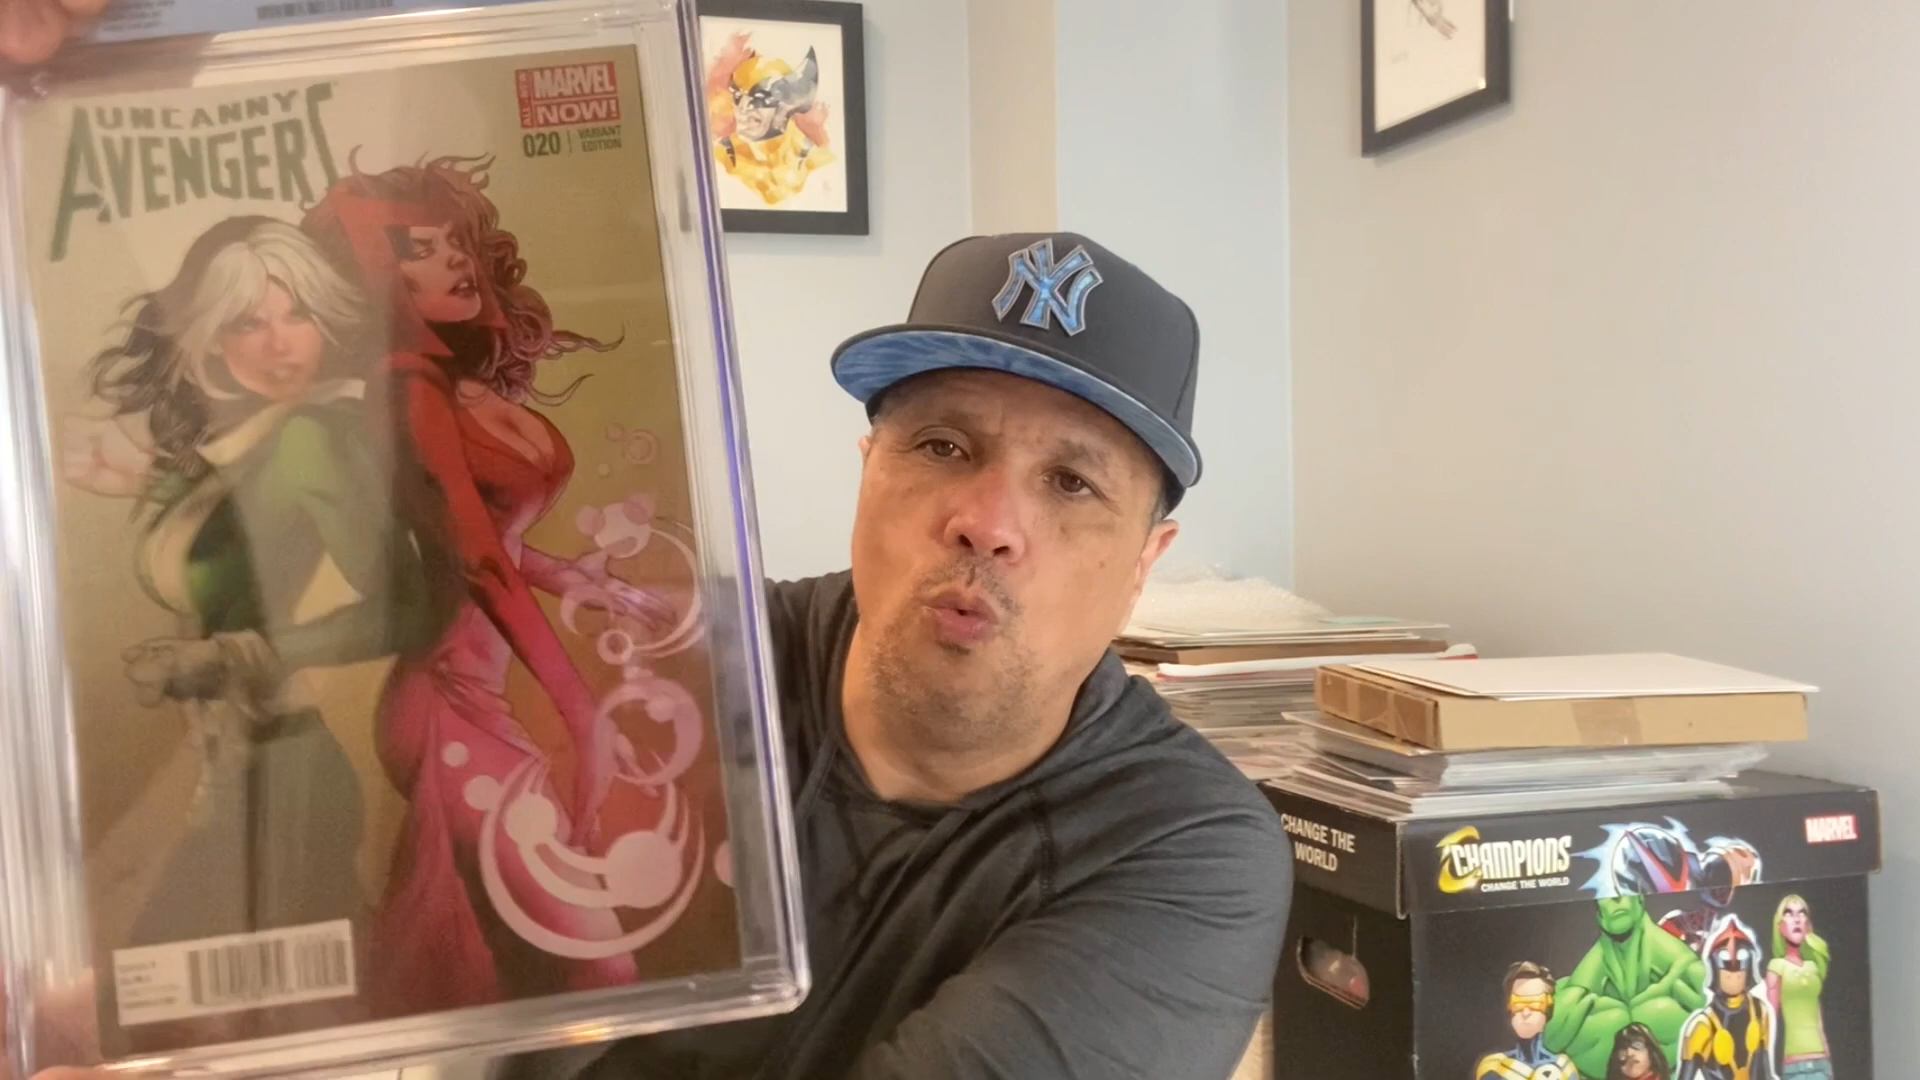 UNCANNY
AVENGERS
ALL-NEW
MARVEL
NOW!
020
VARIANT
EDITION
NY
CHANGE THE
WORLD
CHAMPIONS
CHANGE THE WORLD
MARVEL